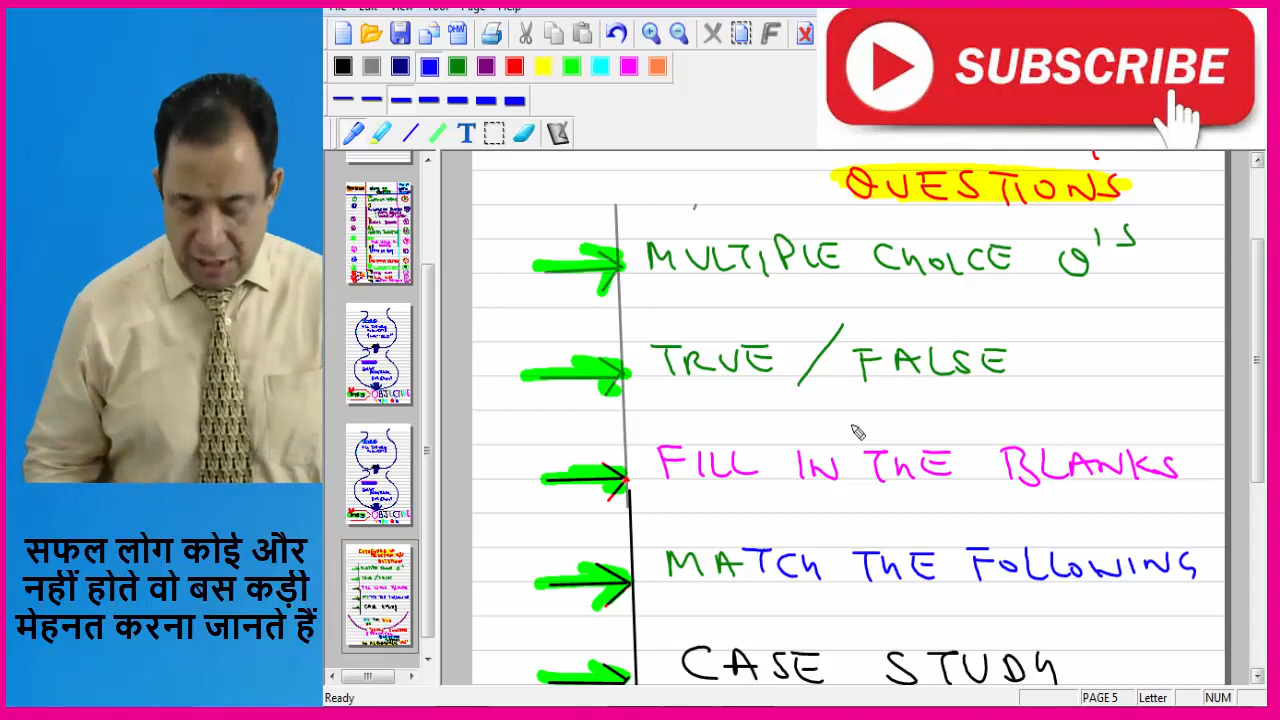 SUBSCRIBE
QUESTIONS
MULTIPLE CHOICE Q'S
TRUE / FALSE
FILL IN THE BLANKS
MATCH THE FOLLOWING
CASE STUDY
सफल लोग कोई और
नहीं होते वो बस कड़ी
मेहनत करना जानते हैं
Ready
PAGE 5
Letter
NUM